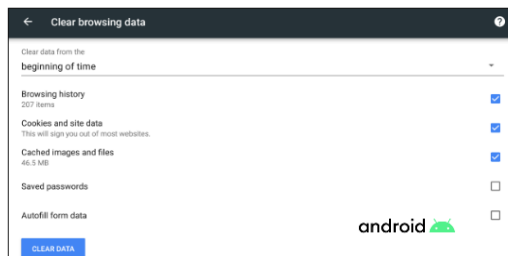 Clear browsing data
Clear data from the
beginning of time
Browsing history
207 items
Cookies and site data
This will sign you out of most websites.
Cached images and files
46.5 MB
Saved passwords
Autofill form data
android
CLEAR DATA